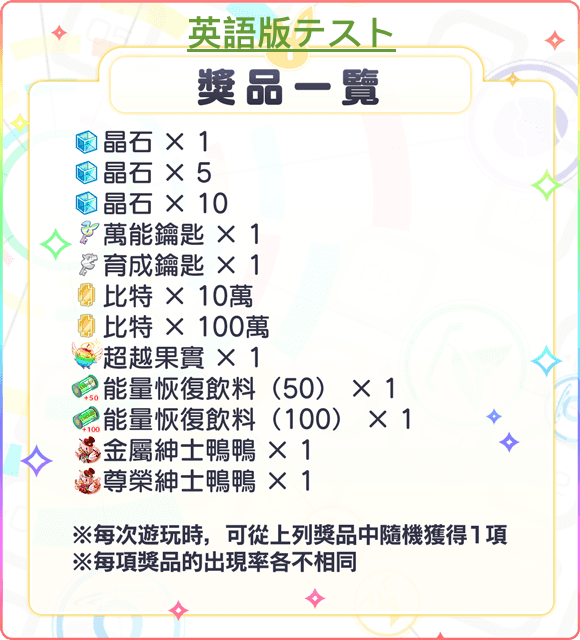 英語版テスト
獎品一覽
晶石 × 1
晶石 × 5
晶石 × 10
萬能鑰匙 × 1
育成鑰匙 × 1
比特 × 10萬
比特 × 100萬
超越果實 × 1
+50 能量恢復飲料（50） × 1
+100 能量恢復飲料（100） × 1
金屬紳士鴨鴨 × 1
尊榮紳士鴨鴨 × 1
※每次遊玩時，可從上列獎品中隨機獲得1項
※每項獎品的出現率各不相同